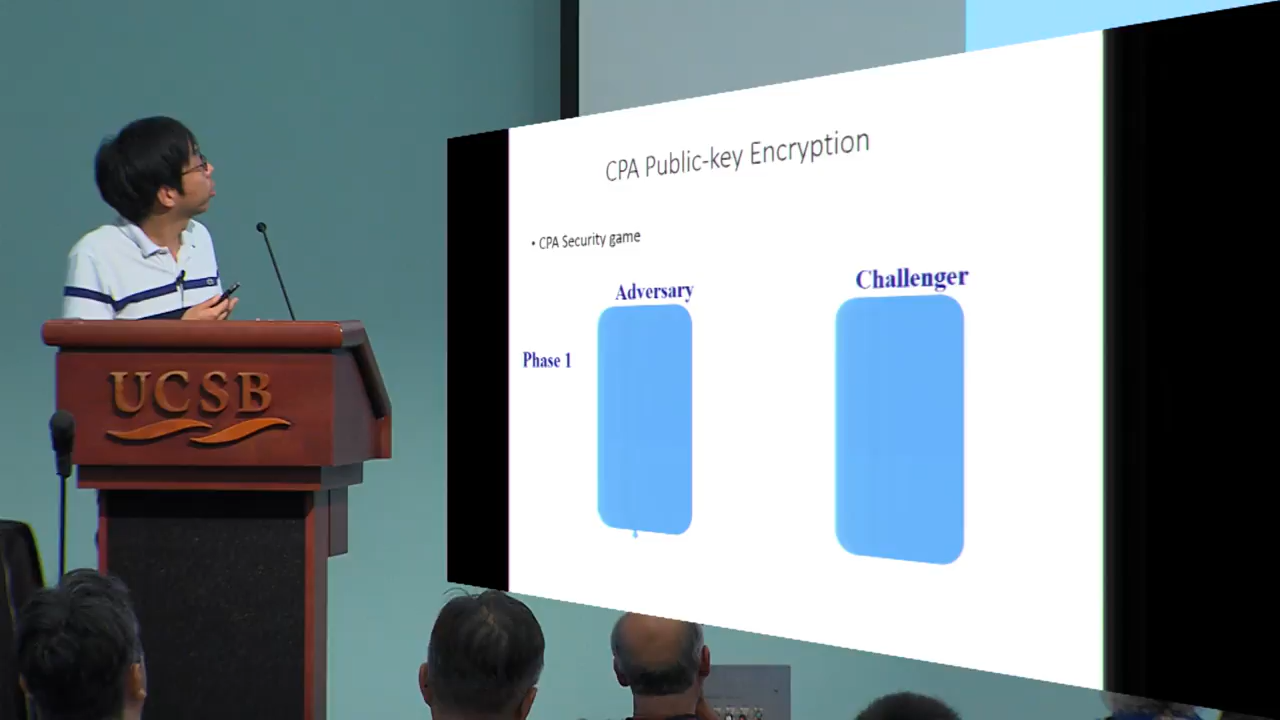 CPA Public-key Encryption
• CPA Security game
Adversary
Challenger
Phase 1
UCSB